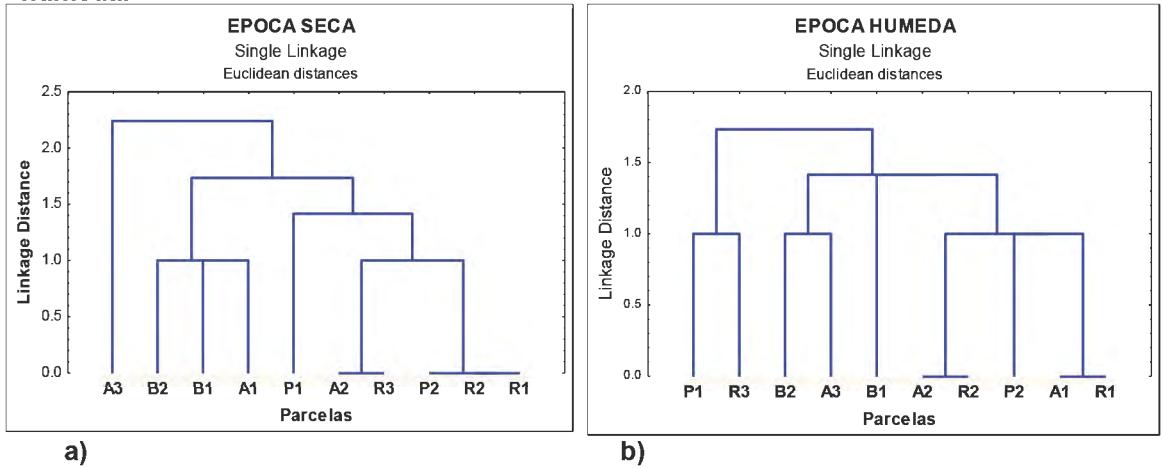 EPOCA SECA
Single Linkage
Euclidean distances
2.5
2.0
1.5
1.0
0.5
0.0
Linkage Distance
A3 B2 B1 A1 P1 A2 R3 P2 R2 R1
Parcelas
a)
EPOCA HUMEDA
Single Linkage
Euclidean distances
2.0
1.5
1.0
0.5
0.0
Linkage Distance
P1 R3 B2 A3 B1 A2 R2 P2 A1 R1
Parcelas
b)